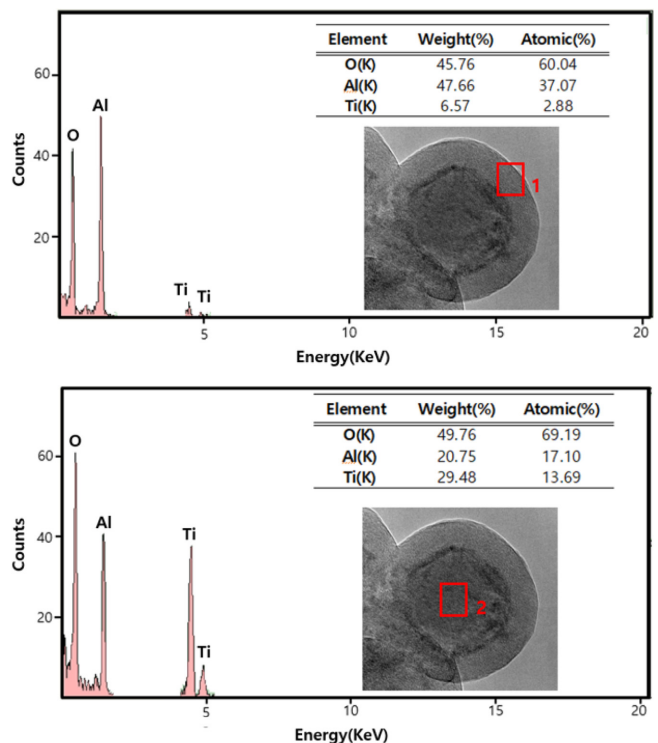 Element Weight(%) Atomic(%)
O(K) 45.76 60.04
Al(K) 47.66 37.07
Ti(K) 6.57 2.88
60
40
20
Counts
O
Al
Ti
Ti
1
5
10
15
20
Energy(KeV)
Element Weight(%) Atomic(%)
O(K) 49.76 69.19
Al(K) 20.75 17.10
Ti(K) 29.48 13.69
60
40
20
Counts
O
Al
Ti
Ti
2
5
10
15
20
Energy(KeV)